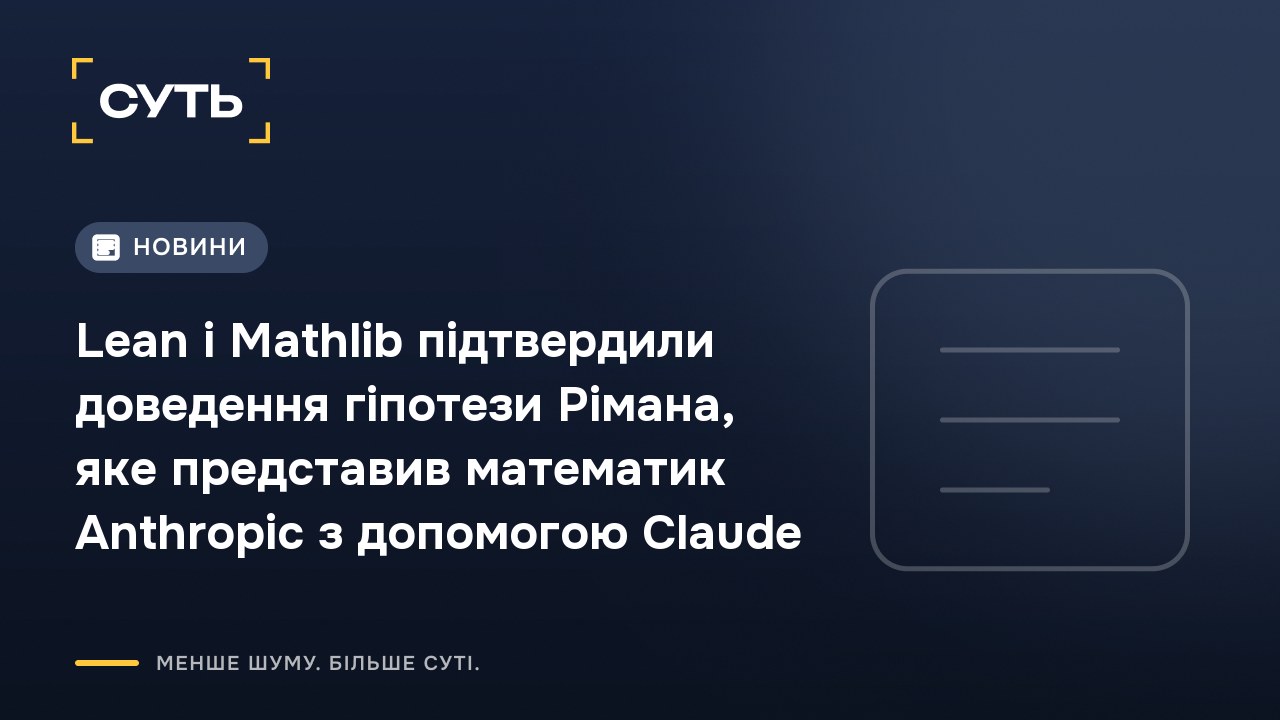 СУТЬ
НОВИНИ
Lean і Mathlib підтвердили
доведення гіпотези Рімана,
яке представив математик
Anthropic з допомогою Claude
МЕНШЕ ШУМУ. БІЛЬШЕ СУТІ.